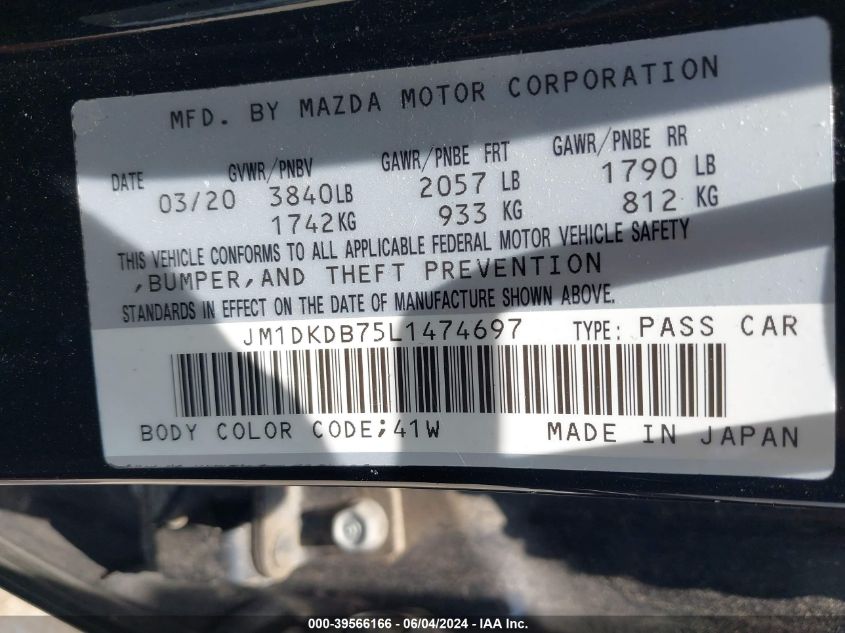 MFD. BY MAZDA MOTOR CORPORATION
DATE GVWR/PNBV GAWR/PNBE FRT GAWR/PNBE RR
03/20 3840LB 2057 LB 1790 LB
1742KG 933 KG 812 KG
THIS VEHICLE CONFORMS TO ALL APPLICABLE FEDERAL MOTOR VEHICLE SAFETY
,BUMPER,AND THEFT PREVENTION
STANDARDS IN EFFECT ON THE DATE OF MANUFACTURE SHOWN ABOVE.
JM1DKDB75L1474697 TYPE: PASS CAR
BODY COLOR CODE;41W MADE IN JAPAN
000-39566166 - 06/04/2024 - IAA Inc.